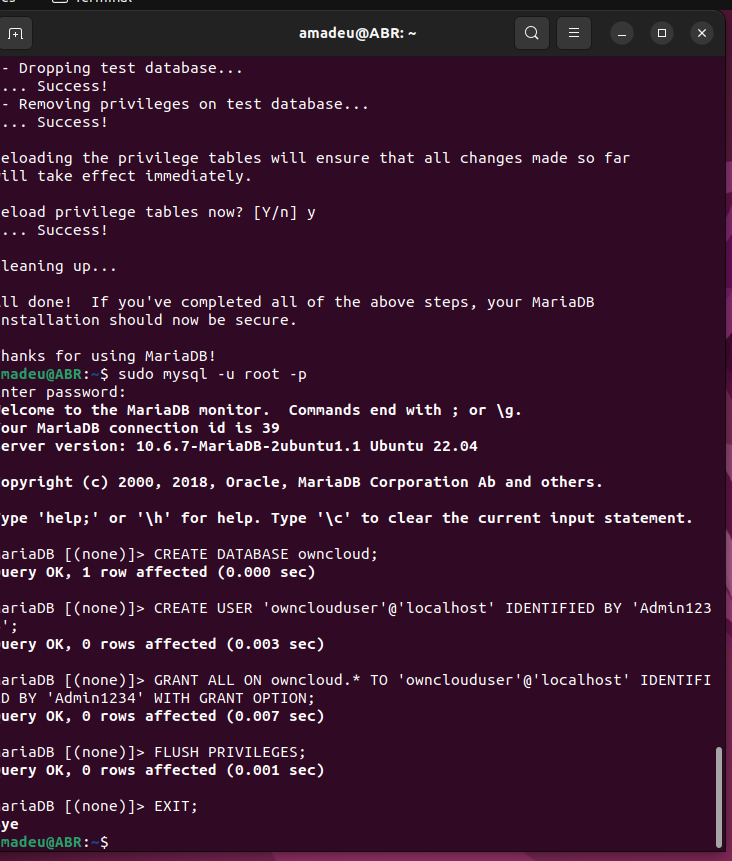 amadeu@ABR: ~
- Dropping test database...
... Success!
- Removing privileges on test database...
... Success!
eloading the privilege tables will ensure that all changes made so far
ill take effect immediately.
eload privilege tables now? [Y/n] y
... Success!
leaning up...
ll done!  If you've completed all of the above steps, your MariaDB
nstallation should now be secure.
hanks for using MariaDB!
madeu@ABR:~$ sudo mysql -u root -p
nter password:
elcome to the MariaDB monitor.  Commands end with ; or \g.
our MariaDB connection id is 39
erver version: 10.6.7-MariaDB-2ubuntu1.1 Ubuntu 22.04
opyright (c) 2000, 2018, Oracle, MariaDB Corporation Ab and others.
ype 'help;' or '\h' for help. Type '\c' to clear the current input statement.
ariaDB [(none)]> CREATE DATABASE owncloud;
uery OK, 1 row affected (0.000 sec)
ariaDB [(none)]> CREATE USER 'ownclouduser'@'localhost' IDENTIFIED BY 'Admin123
';
uery OK, 0 rows affected (0.003 sec)
ariaDB [(none)]> GRANT ALL ON owncloud.* TO 'ownclouduser'@'localhost' IDENTIFI
D BY 'Admin1234' WITH GRANT OPTION;
uery OK, 0 rows affected (0.007 sec)
ariaDB [(none)]> FLUSH PRIVILEGES;
uery OK, 0 rows affected (0.001 sec)
ariaDB [(none)]> EXIT;
ye
madeu@ABR:~$